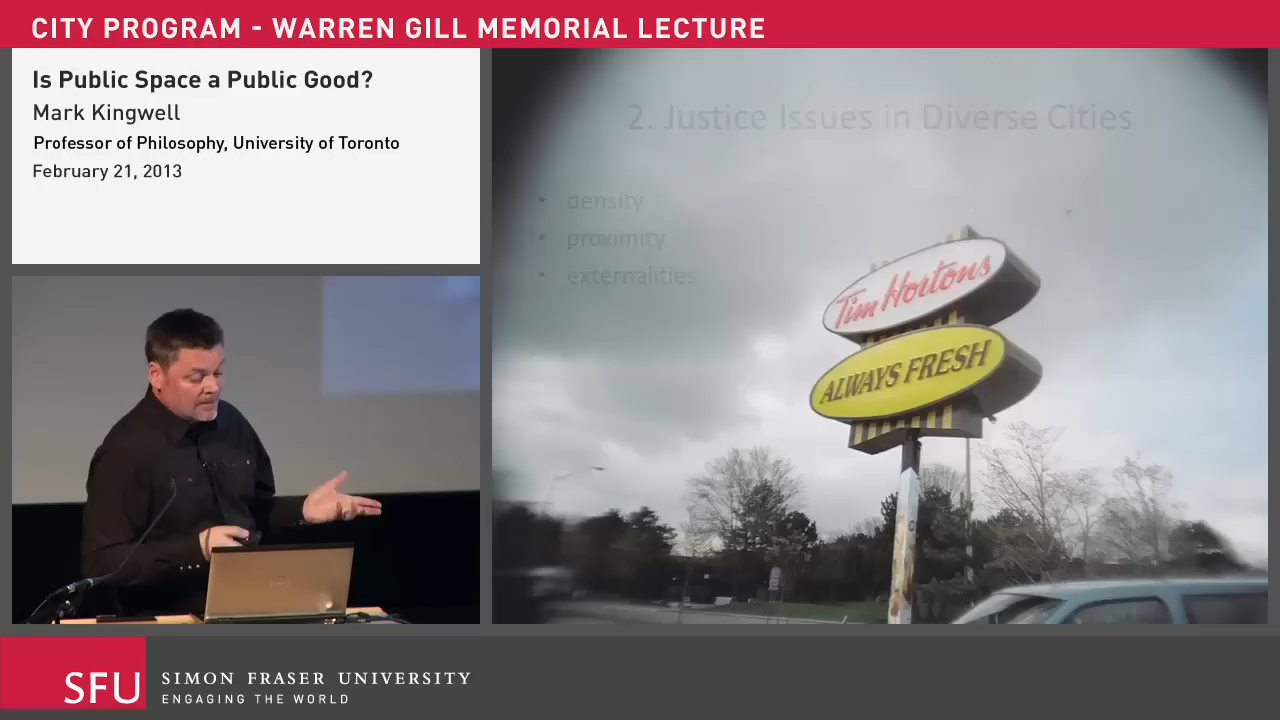 CITY PROGRAM - WARREN GILL MEMORIAL LECTURE
Is Public Space a Public Good?
Mark Kingwell
Professor of Philosophy, University of Toronto
February 21, 2013
2. Justice Issues in Diverse Cities
• density
• proximity
• externalities
Tim Hortons
ALWAYS FRESH
SFU
SIMON FRASER UNIVERSITY
ENGAGING THE WORLD